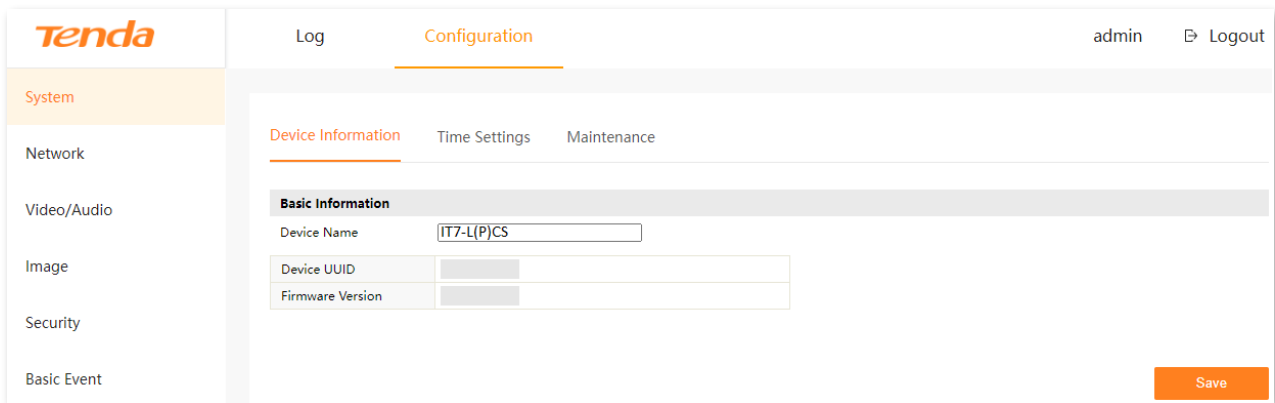 Tenda
Log
Configuration
admin
Logout
System
Network
Video/Audio
Image
Security
Basic Event
Device Information
Time Settings
Maintenance
Basic Information
Device Name
IT7-L(P)CS
Device UUID
Firmware Version
Save